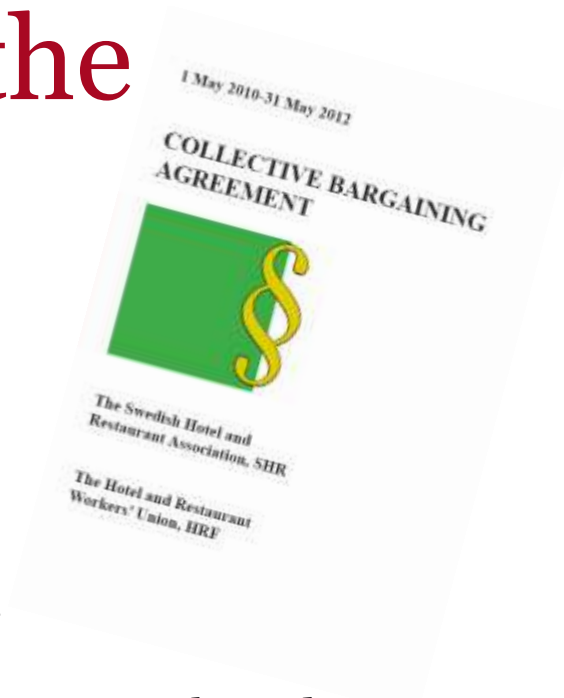 the
1 May 2010-31 May 2012
COLLECTIVE BARGAINING
AGREEMENT
§
The Swedish Hotel and
Restaurant Association, SHR
The Hotel and Restaurant
Workers' Union, HRF